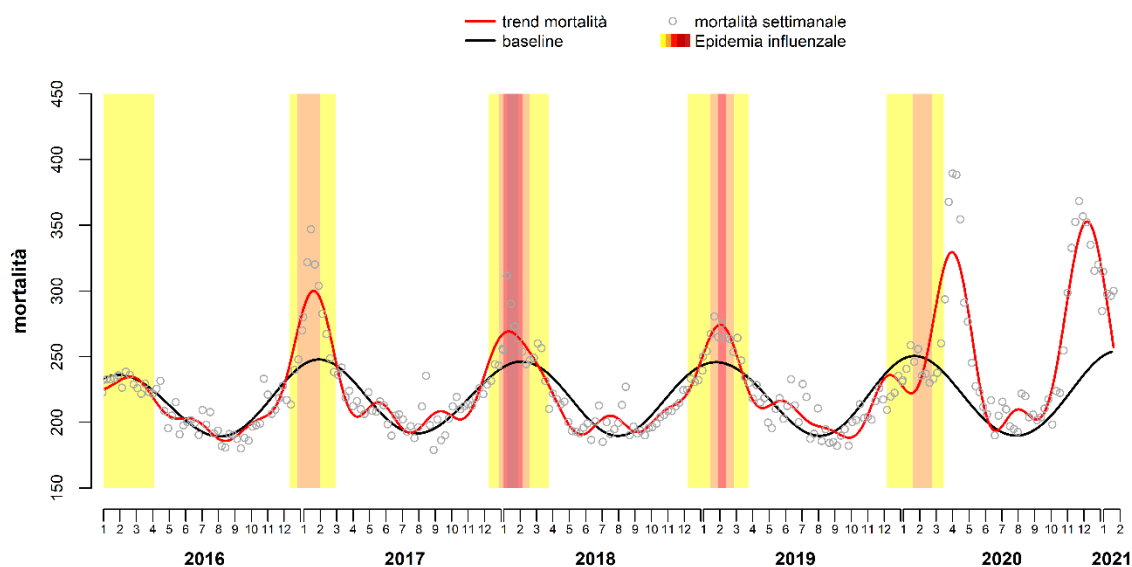 trend mortalità
mortalità settimanale
baseline
Epidemia influenzale
mortalità
450
400
350
300
250
200
150
1 2 3 4 5 6 7 8 9 10 11 12 1 2 3 4 5 6 7 8 9 10 11 12 1 2 3 4 5 6 7 8 9 10 11 12 1 2 3 4 5 6 7 8 9 10 11 12 1 2 3 4 5 6 7 8 9 10 11 12 1 2
2016 2017 2018 2019 2020 2021